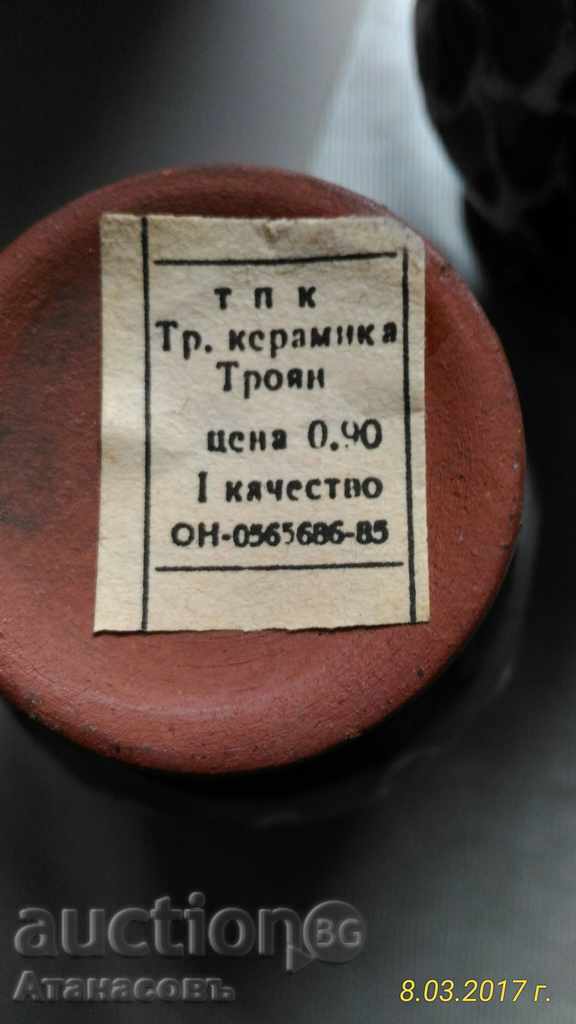 Т П К
Тр. керамика
Троян
цена 0.90
I качество
ОН-0565686-85
auction BG
Атанасовъ
8.03.2017 г.